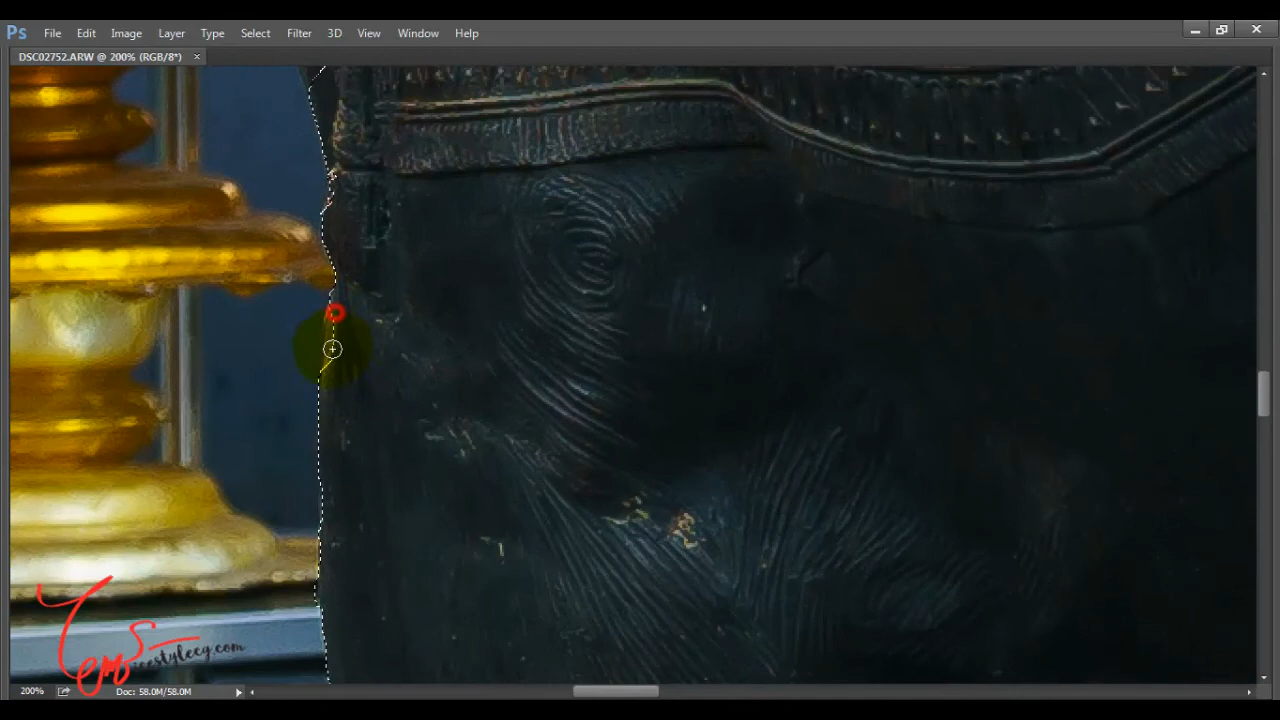 Ps File Edit Image Layer Type Select Filter 3D View Window Help
DSC02752.ARW @ 200% (RGB/8*) ×
icestylecg.com
200% Doc: 58.0M/58.0M